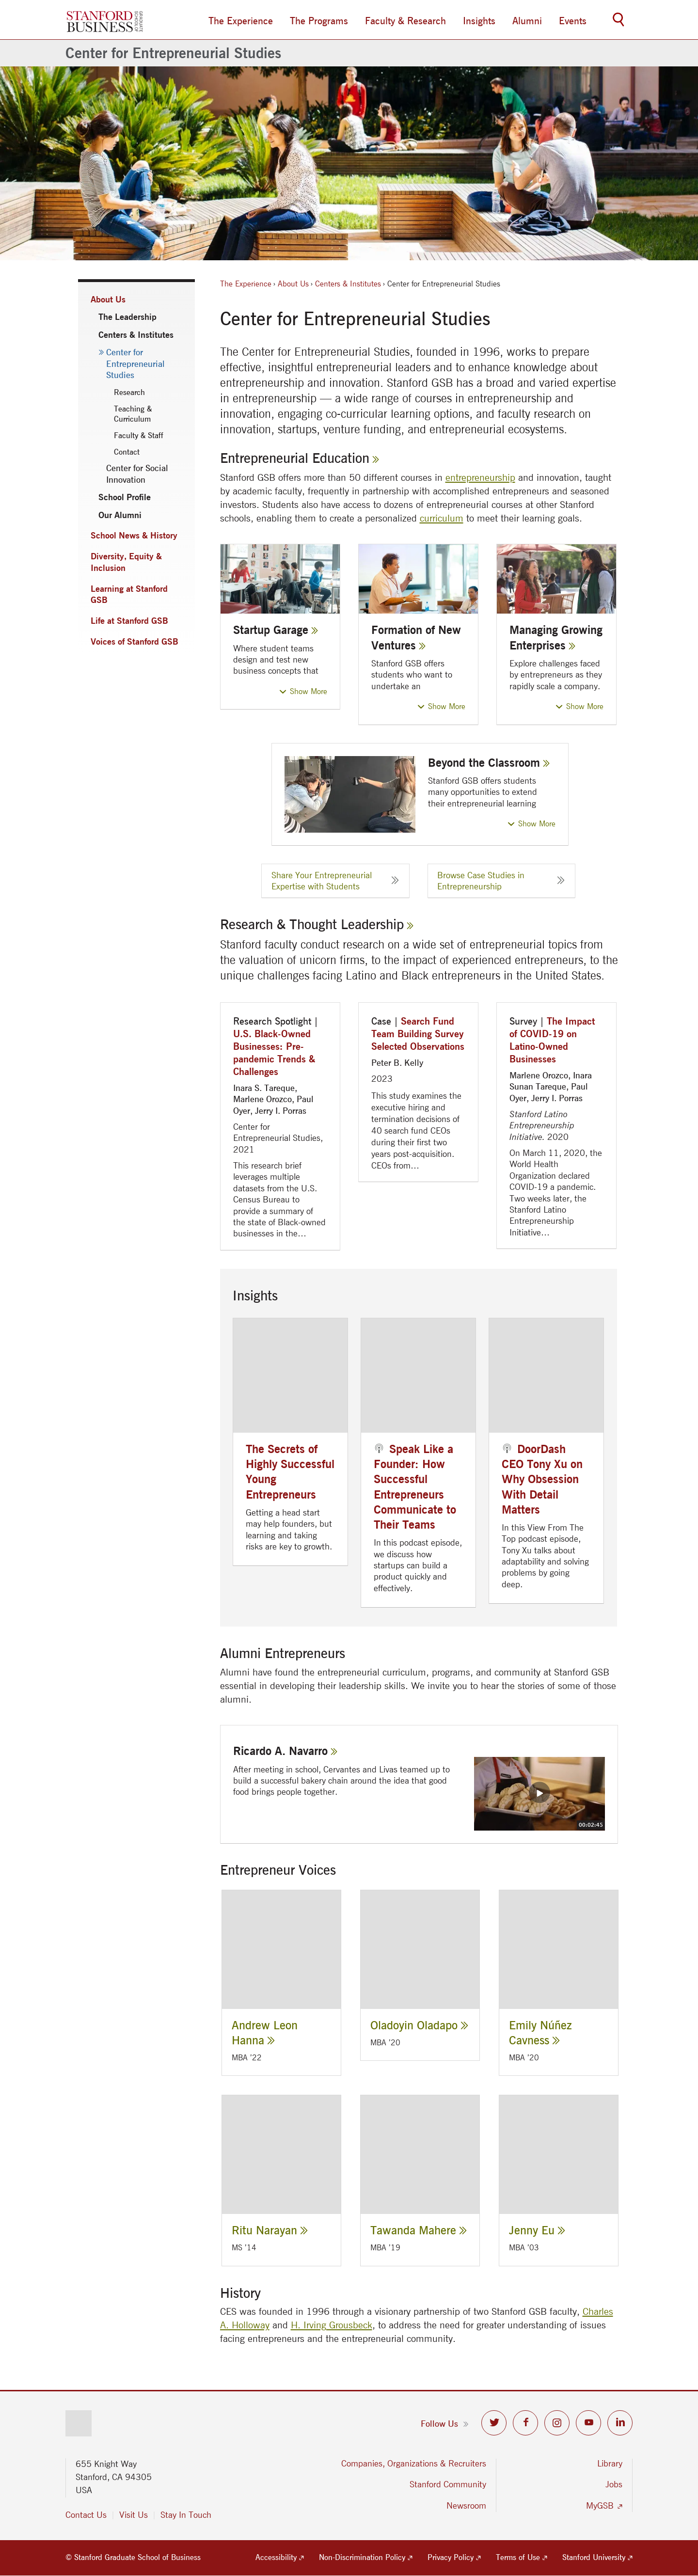 STANFORD
BUSINESS
GRADUATE
SCHOOL OF
The Experience
The Programs
Faculty & Research
Insights
Alumni
Events
Center for Entrepreneurial Studies
About Us
The Leadership
Centers & Institutes
» Center for
Entrepreneurial
Studies
Research
Teaching &
Curriculum
Faculty & Staff
Contact
Center for Social
Innovation
School Profile
Our Alumni
School News & History
Diversity, Equity &
Inclusion
Learning at Stanford
GSB
Life at Stanford GSB
Voices of Stanford GSB
The Experience › About Us › Centers & Institutes › Center for Entrepreneurial Studies
Center for Entrepreneurial Studies
The Center for Entrepreneurial Studies, founded in 1996, works to prepare
effective, insightful entrepreneurial leaders and to enhance knowledge about
entrepreneurship and innovation. Stanford GSB has a broad and varied expertise
in entrepreneurship — a wide range of courses in entrepreneurship and
innovation, engaging co-curricular learning options, and faculty research on
innovation, startups, venture funding, and entrepreneurial ecosystems.
Entrepreneurial Education »
Stanford GSB offers more than 50 different courses in entrepreneurship and innovation, taught
by academic faculty, frequently in partnership with accomplished entrepreneurs and seasoned
investors. Students also have access to dozens of entrepreneurial courses at other Stanford
schools, enabling them to create a personalized curriculum to meet their learning goals.
Startup Garage »
Where student teams
design and test new
business concepts that
Show More
Formation of New
Ventures »
Stanford GSB offers
students who want to
undertake an
Show More
Managing Growing
Enterprises »
Explore challenges faced
by entrepreneurs as they
rapidly scale a company.
Show More
Beyond the Classroom »
Stanford GSB offers students
many opportunities to extend
their entrepreneurial learning
Show More
Share Your Entrepreneurial
Expertise with Students »
Browse Case Studies in
Entrepreneurship »
Research & Thought Leadership »
Stanford faculty conduct research on a wide set of entrepreneurial topics from
the valuation of unicorn firms, to the impact of experienced entrepreneurs, to the
unique challenges facing Latino and Black entrepreneurs in the United States.
Research Spotlight |
U.S. Black-Owned
Businesses: Pre-
pandemic Trends &
Challenges
Inara S. Tareque,
Marlene Orozco, Paul
Oyer, Jerry I. Porras
Center for
Entrepreneurial Studies,
2021
This research brief
leverages multiple
datasets from the U.S.
Census Bureau to
provide a summary of
the state of Black-owned
businesses in the…
Case | Search Fund
Team Building Survey
Selected Observations
Peter B. Kelly
2023
This study examines the
executive hiring and
termination decisions of
40 search fund CEOs
during their first two
years post-acquisition.
CEOs from…
Survey | The Impact
of COVID-19 on
Latino-Owned
Businesses
Marlene Orozco, Inara
Sunan Tareque, Paul
Oyer, Jerry I. Porras
Stanford Latino
Entrepreneurship
Initiative. 2020
On March 11, 2020, the
World Health
Organization declared
COVID-19 a pandemic.
Two weeks later, the
Stanford Latino
Entrepreneurship
Initiative…
Insights
The Secrets of
Highly Successful
Young
Entrepreneurs
Getting a head start
may help founders, but
learning and taking
risks are key to growth.
Speak Like a
Founder: How
Successful
Entrepreneurs
Communicate to
Their Teams
In this podcast episode,
we discuss how
startups can build a
product quickly and
effectively.
DoorDash
CEO Tony Xu on
Why Obsession
With Detail
Matters
In this View From The
Top podcast episode,
Tony Xu talks about
adaptability and solving
problems by going
deep.
Alumni Entrepreneurs
Alumni have found the entrepreneurial curriculum, programs, and community at Stanford GSB
essential in developing their leadership skills. We invite you to hear the stories of some of those
alumni.
Ricardo A. Navarro »
After meeting in school, Cervantes and Livas teamed up to
build a successful bakery chain around the idea that good
food brings people together.
00:02:45
Entrepreneur Voices
Andrew Leon
Hanna »
MBA ’22
Oladoyin Oladapo »
MBA ’20
Emily Núñez
Cavness »
MBA ’20
Ritu Narayan »
MS ’14
Tawanda Mahere »
MBA ’19
Jenny Eu »
MBA ’03
History
CES was founded in 1996 through a visionary partnership of two Stanford GSB faculty, Charles
A. Holloway and H. Irving Grousbeck, to address the need for greater understanding of issues
facing entrepreneurs and the entrepreneurial community.
Follow Us »
655 Knight Way
Stanford, CA 94305
USA
Contact Us
Visit Us
Stay In Touch
Companies, Organizations & Recruiters
Stanford Community
Newsroom
Library
Jobs
MyGSB
© Stanford Graduate School of Business
Accessibility
Non-Discrimination Policy
Privacy Policy
Terms of Use
Stanford University